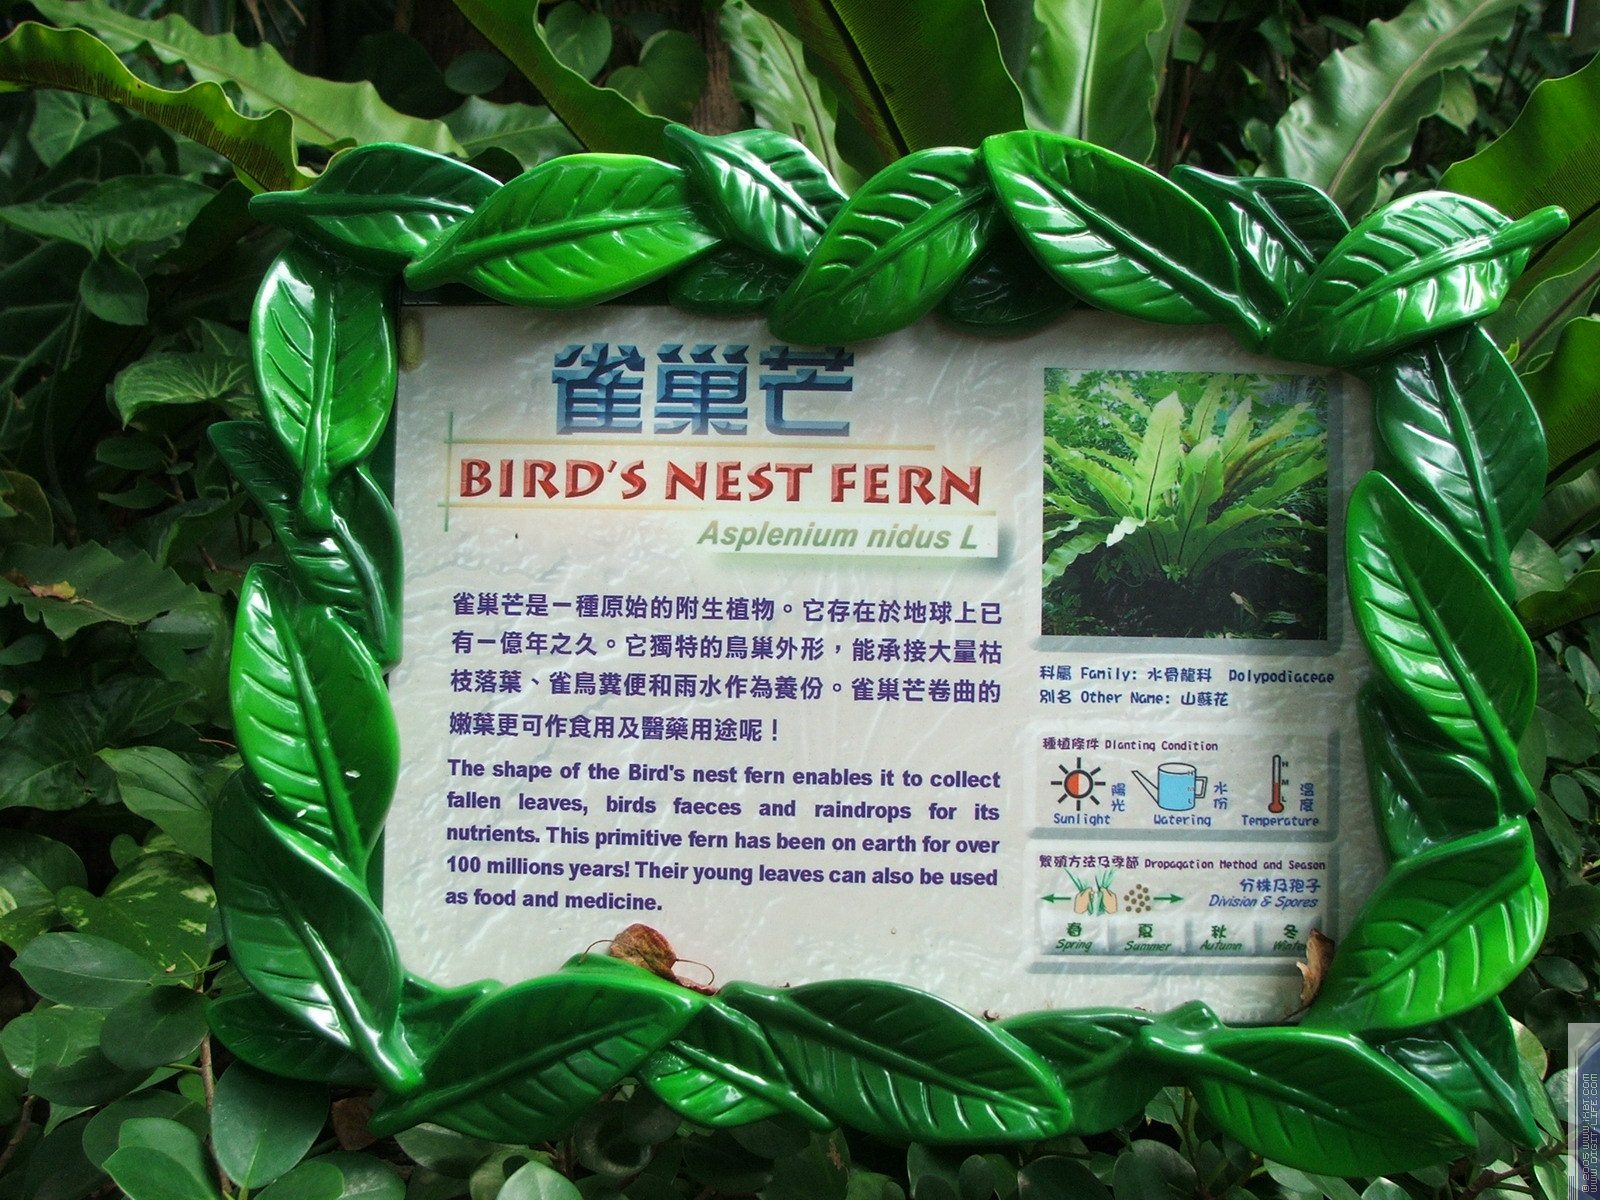 雀巢芒
BIRD'S NEST FERN
Asplenium nidus L
雀巢芒是一種原始的附生植物。它存在於地球上已
有一億年之久。它獨特的鳥巢外形，能承接大量枯
枝落葉、雀鳥糞便和雨水作為養份。雀巢芒卷曲的
嫩葉更可作食用及醫藥用途呢！
The shape of the Bird's nest fern enables it to collect
fallen leaves, birds faeces and raindrops for its
nutrients. This primitive fern has been on earth for over
100 millions years! Their young leaves can also be used
as food and medicine.
科屬 Family: 水骨龍科 Polypodiaceae
別名 Other Name: 山蘇花
種植條件 Planting Condition
陽光 水份 溫度
Sunlight Watering Temperature
繁殖方法及季節 Propagation Method and Season
分株及孢子
Division & Spores
春 夏 秋 冬
Spring Summer Autumn Winter
© 2005 WWW.IXBT.COM
WWW.DIGIT-LIFE.COM